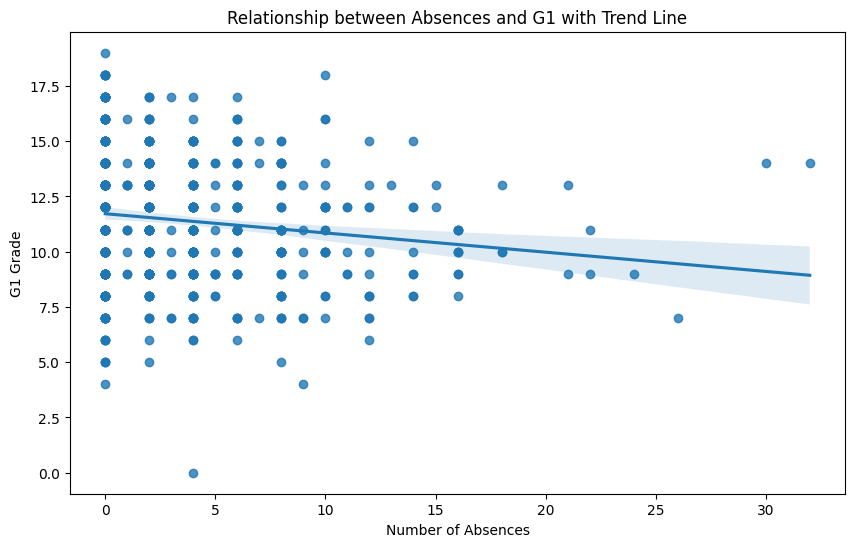 Relationship between Absences and G1 with Trend Line
17.5
15.0
12.5
10.0
7.5
5.0
2.5
0.0
G1 Grade
0 5 10 15 20 25 30
Number of Absences